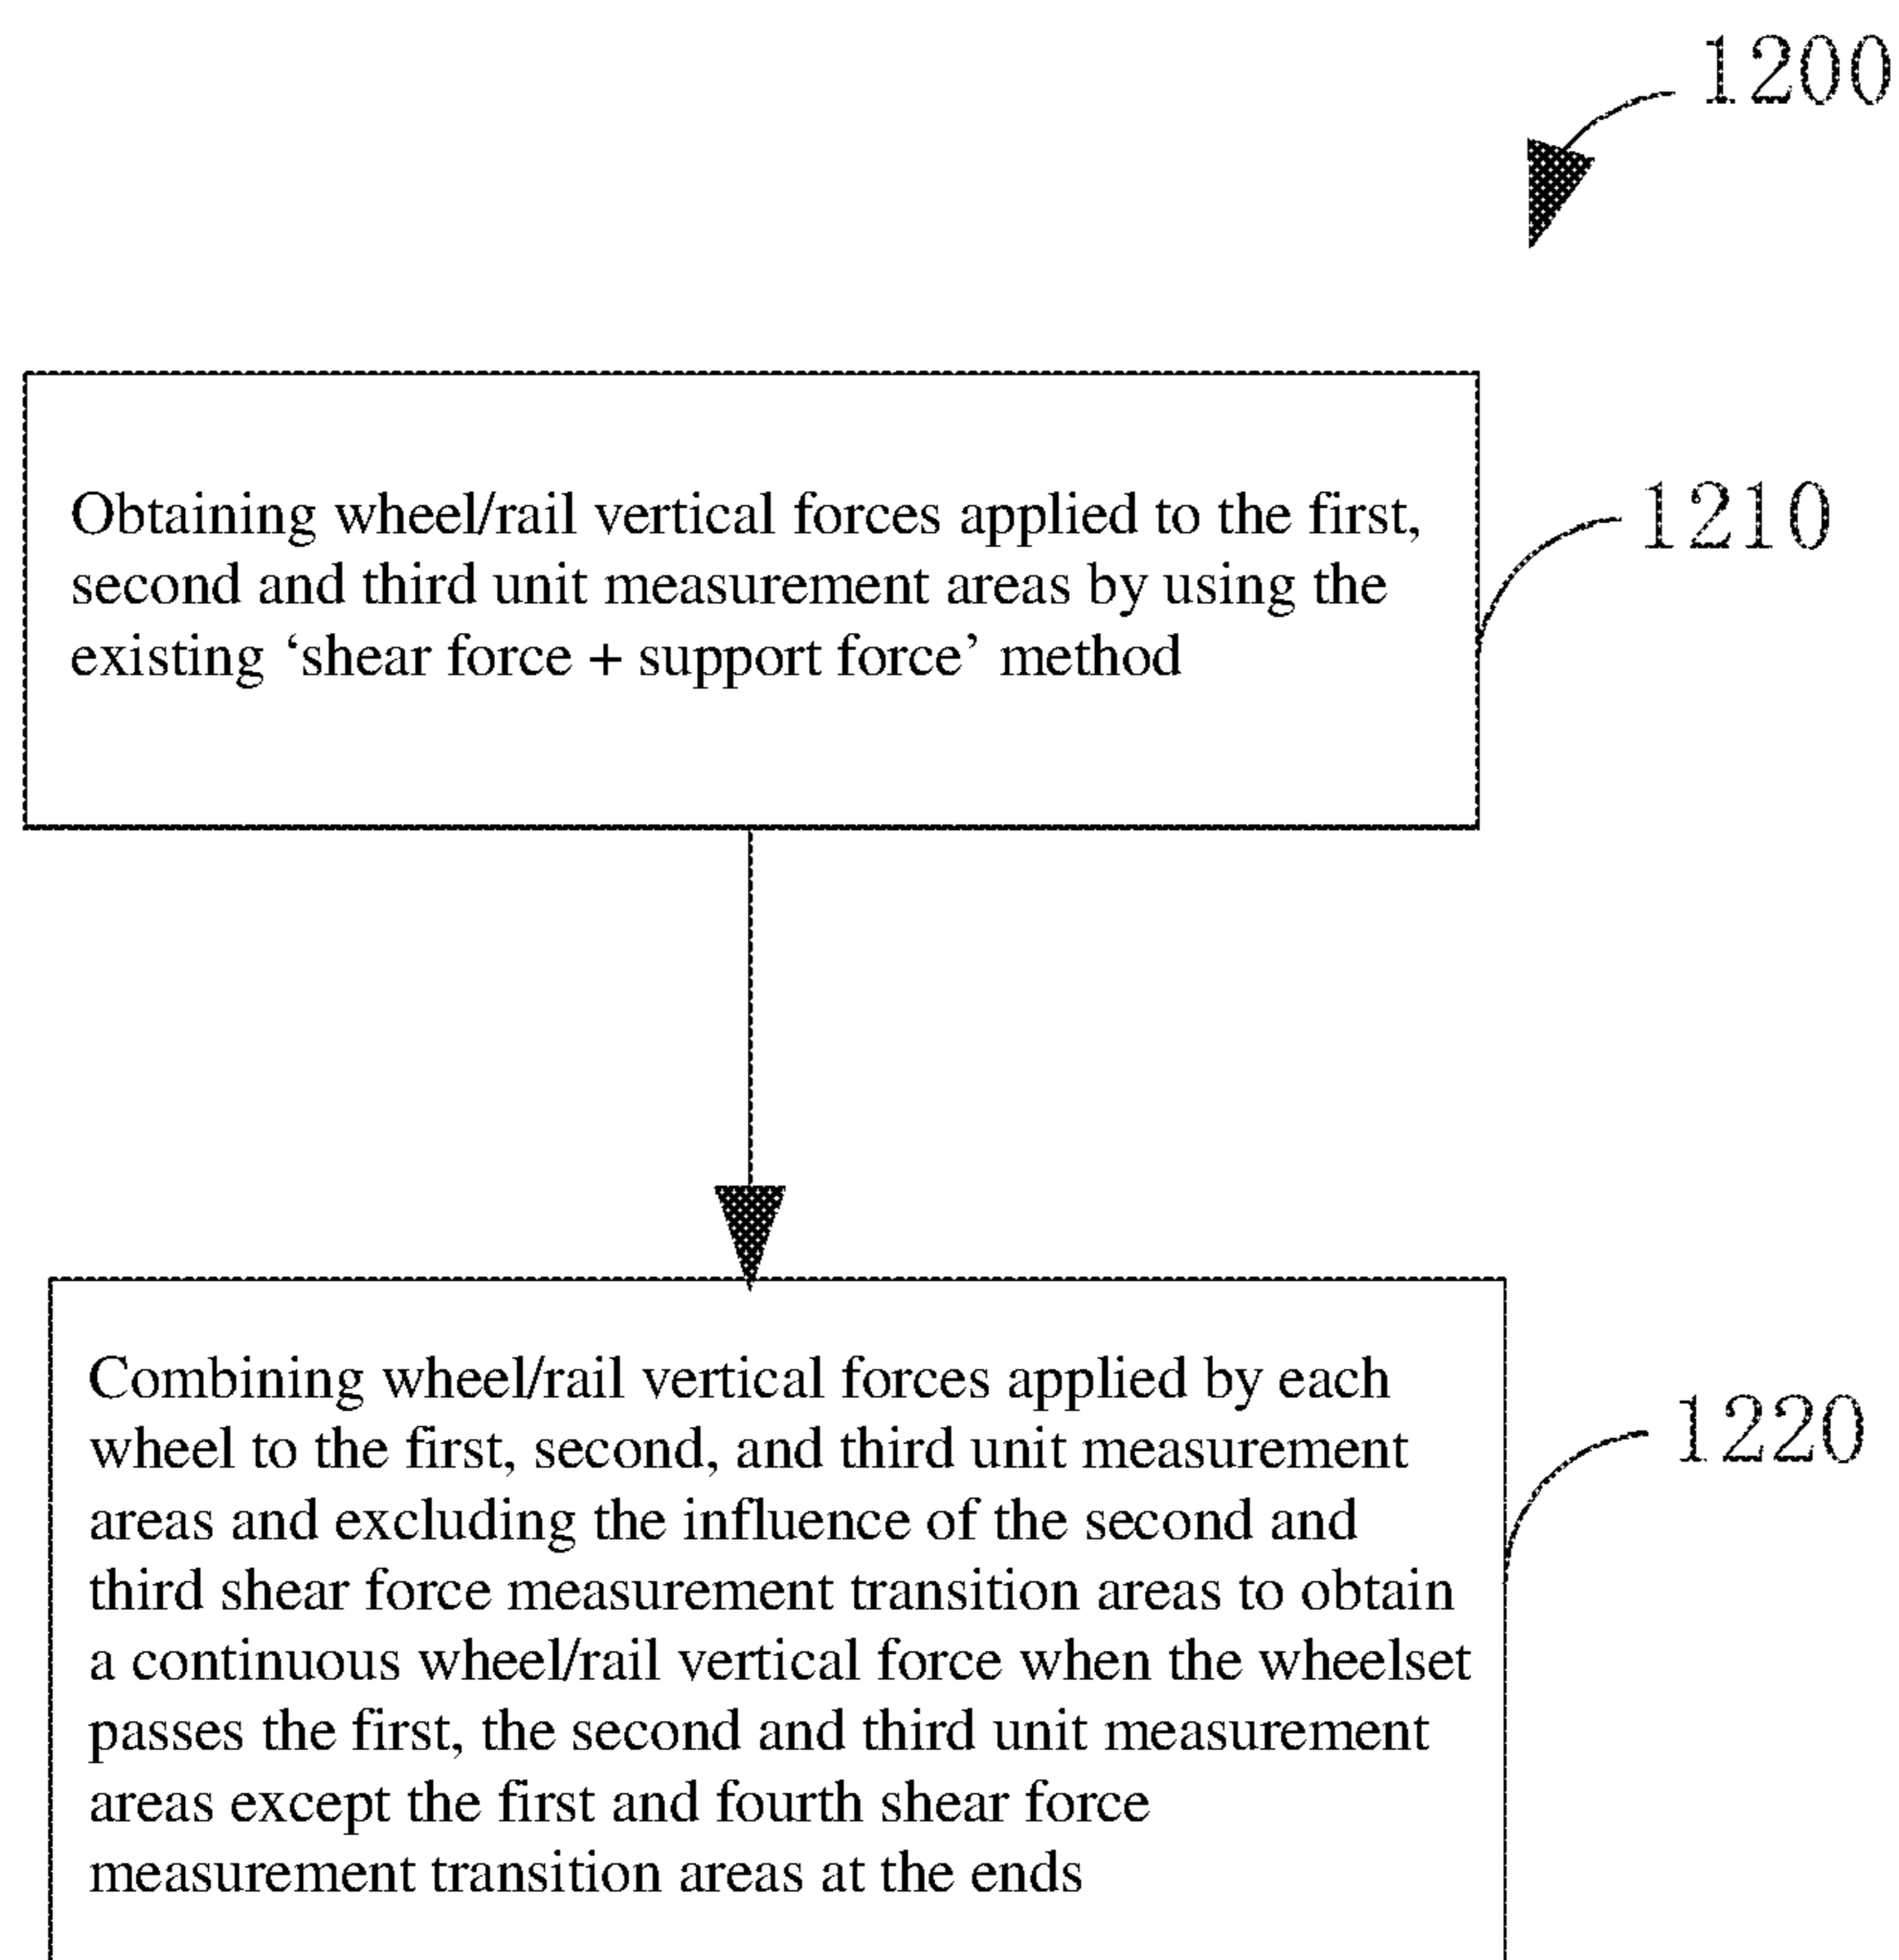 1200
Obtaining wheel/rail vertical forces applied to the first,
second and third unit measurement areas by using the
existing ‘shear force + support force’ method
1210
Combining wheel/rail vertical forces applied by each
wheel to the first, second, and third unit measurement
areas and excluding the influence of the second and
third shear force measurement transition areas to obtain
a continuous wheel/rail vertical force when the wheelset
passes the first, the second and third unit measurement
areas except the first and fourth shear force
measurement transition areas at the ends
1220